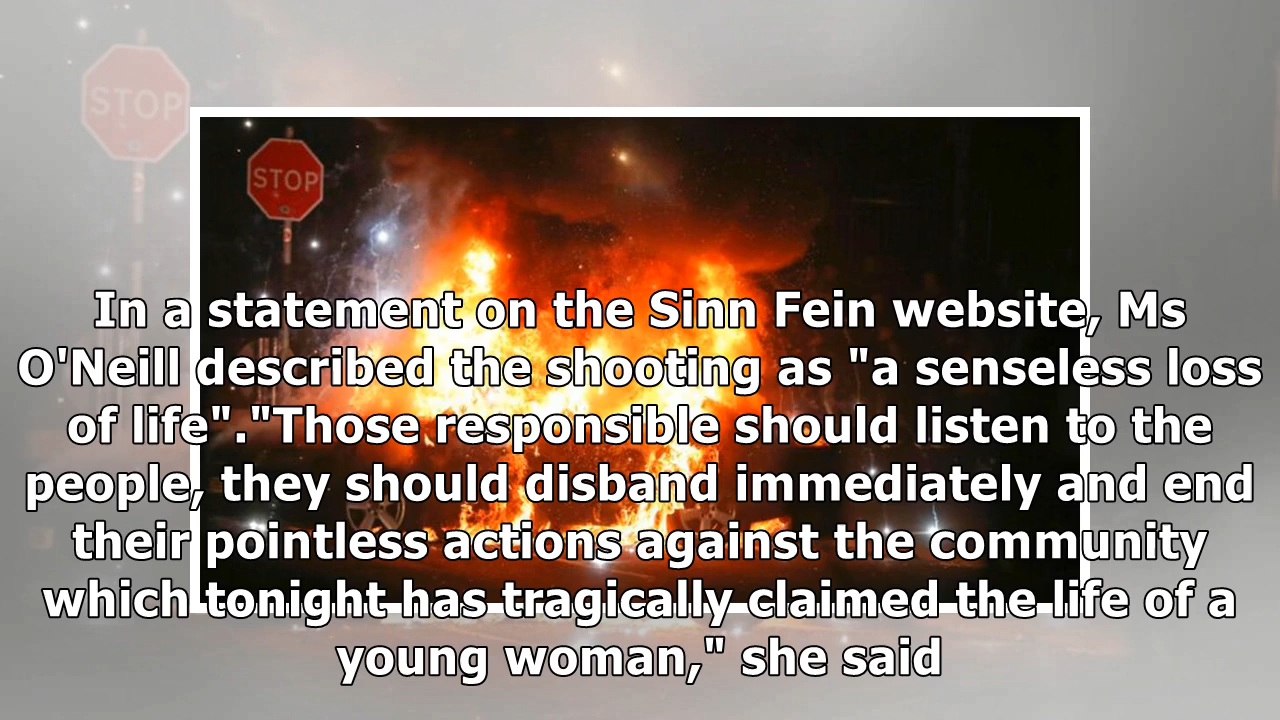 STOP
STOP
In a statement on the Sinn Fein website, Ms
O'Neill described the shooting as "a senseless loss
of life"."Those responsible should listen to the
people, they should disband immediately and end
their pointless actions against the community
which tonight has tragically claimed the life of a
young woman," she said